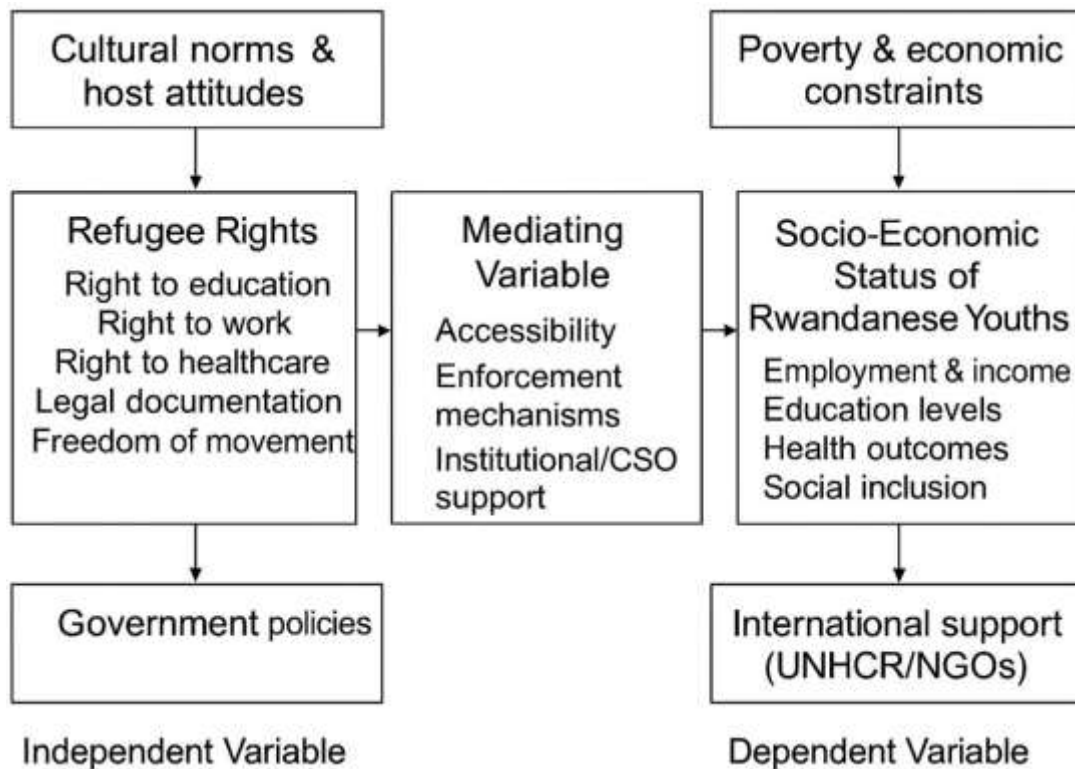 Cultural norms &
host attitudes
Poverty & economic
constraints
Refugee Rights
Right to education
Right to work
Right to healthcare
Legal documentation
Freedom of movement
Mediating
Variable
Accessibility
Enforcement
mechanisms
Institutional/CSO
support
Socio-Economic
Status of
Rwandanese Youths
Employment & income
Education levels
Health outcomes
Social inclusion
Government policies
International support
(UNHCR/NGOs)
Independent Variable
Dependent Variable